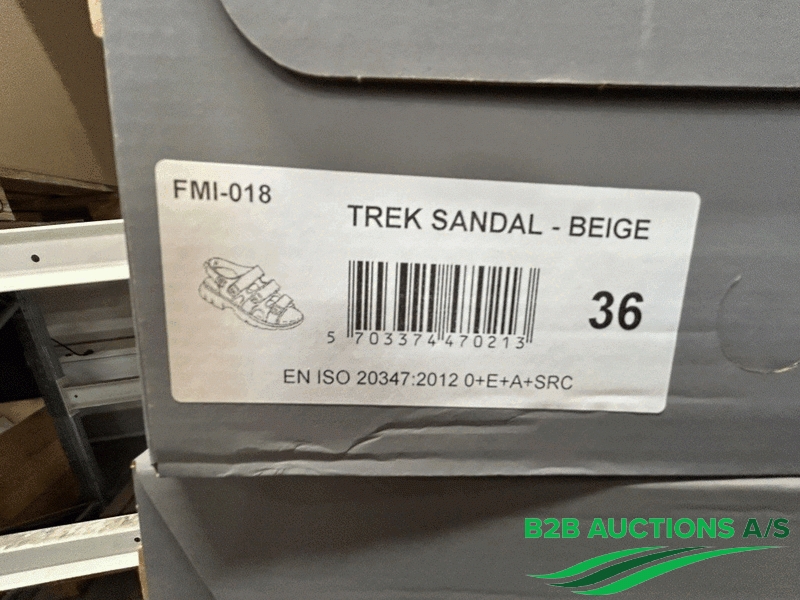 FMI-018
TREK SANDAL - BEIGE
36
5 703374 470213
EN ISO 20347:2012 0+E+A+SRC
B2B AUCTIONS A/S